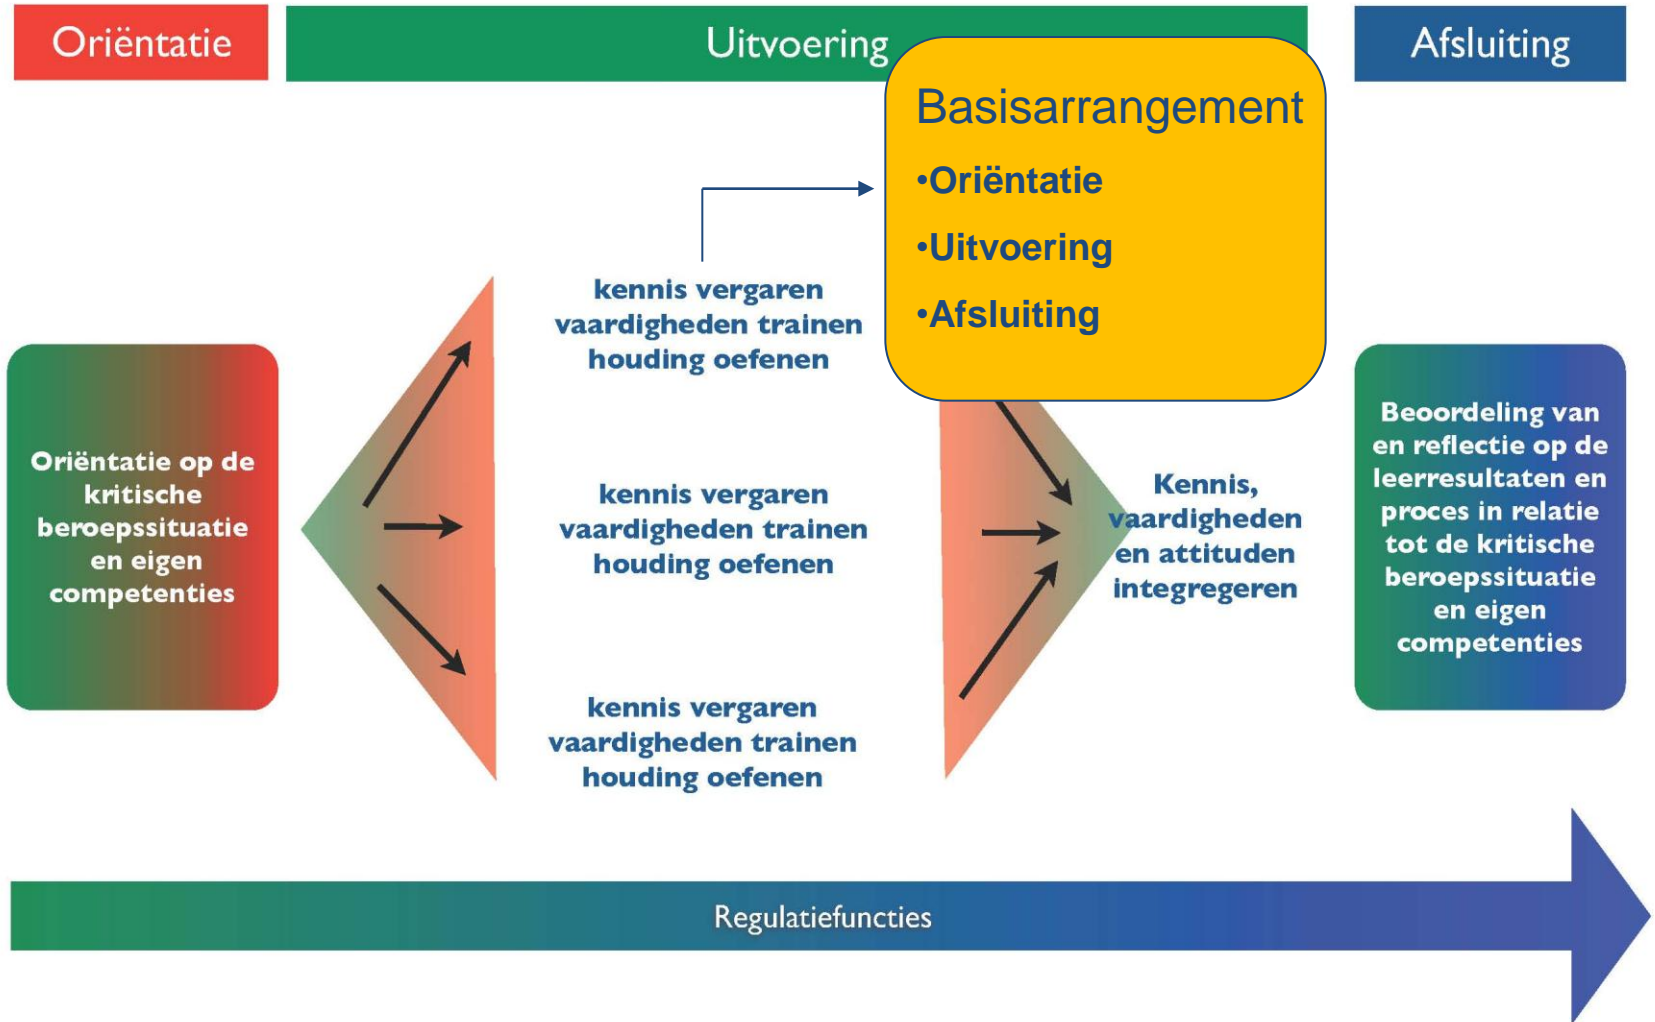 Oriëntatie
Uitvoering
Afsluiting
Basisarrangement
•Oriëntatie
•Uitvoering
•Afsluiting
kennis vergaren
vaardigheden trainen
houding oefenen
Oriëntatie op de
kritische
beroepssituatie
en eigen
competenties
kennis vergaren
vaardigheden trainen
houding oefenen
Kennis,
vaardigheden
en attituden
integregeren
Beoordeling van
en reflectie op de
leerresultaten en
proces in relatie
tot de kritische
beroepssituatie
en eigen
competenties
kennis vergaren
vaardigheden trainen
houding oefenen
Regulatiefuncties